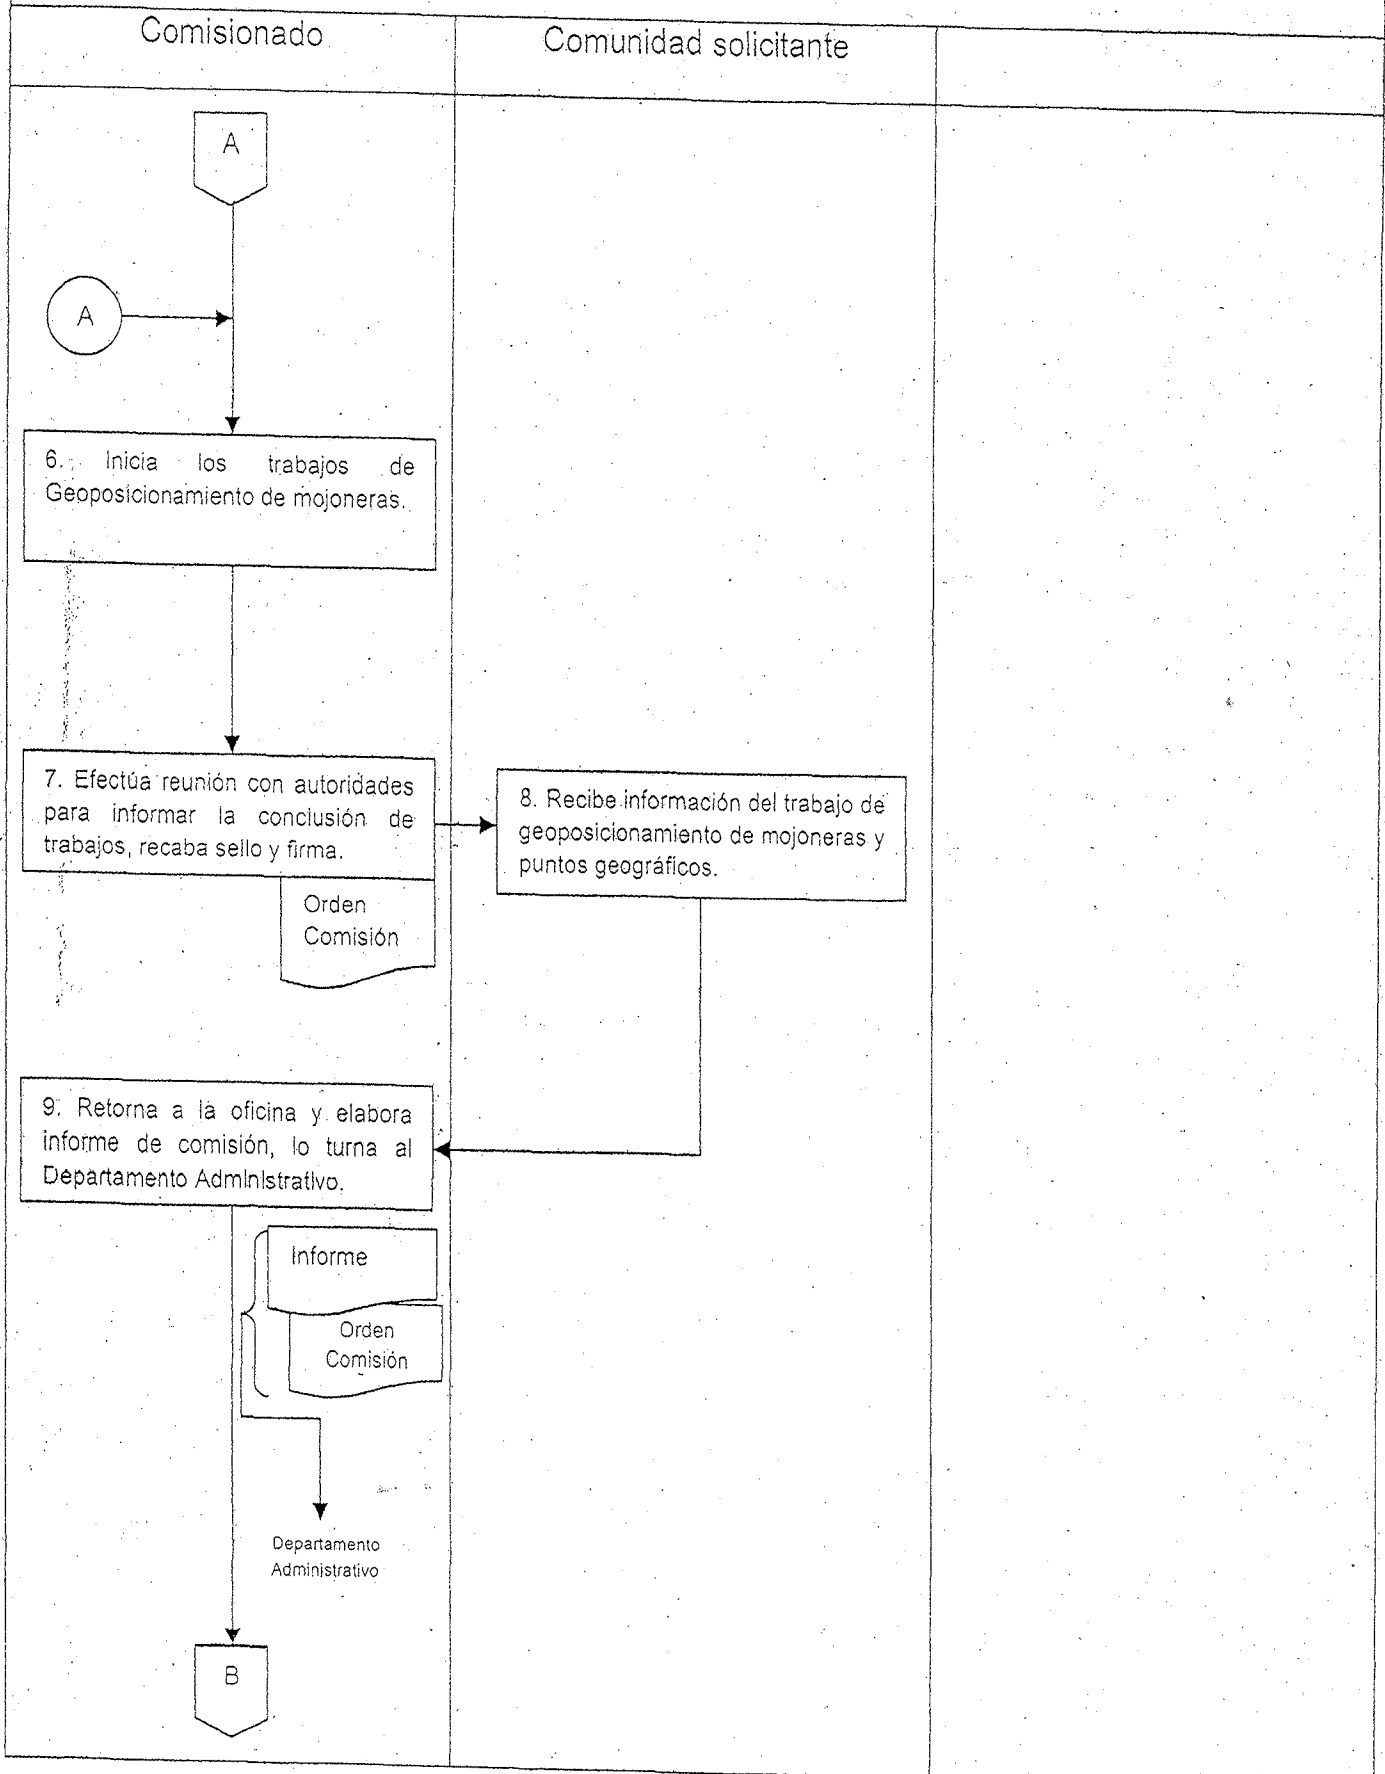 Comisionado
Comunidad solicitante
A
A
6. Inicia los trabajos de
Geoposicionamiento de mojoneras.
7. Efectúa reunión con autoridades
para informar la conclusión de
trabajos, recaba sello y firma.
8. Recibe información del trabajo de
geoposicionamiento de mojoneras y
puntos geográficos.
Orden
Comisión
9. Retorna a la oficina y elabora
informe de comisión, lo turna al
Departamento Administrativo.
Informe
Orden
Comisión
Departamento
Administrativo
B